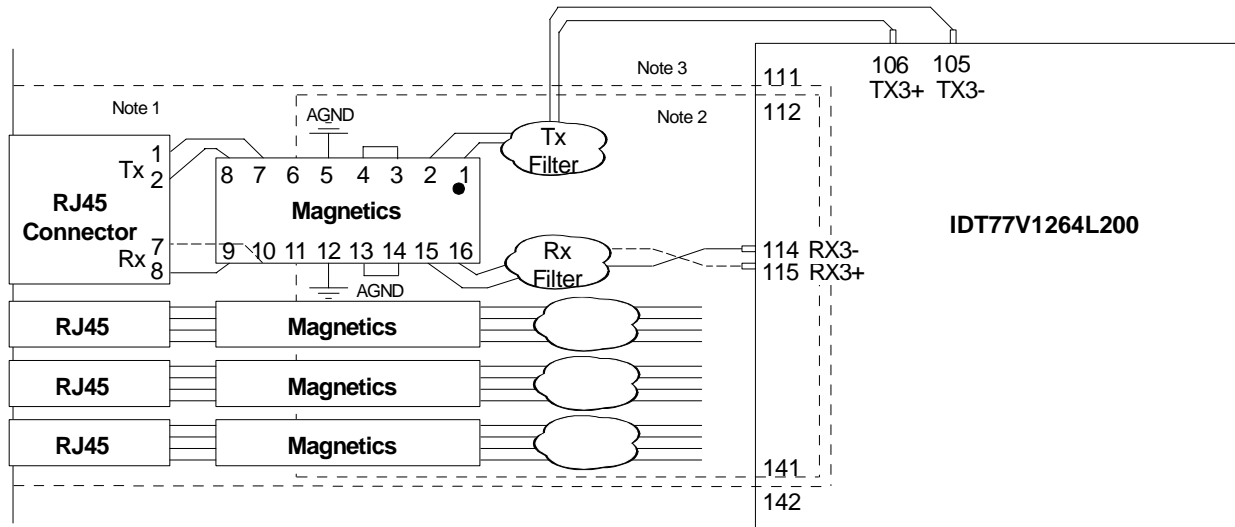 106 105
TX3+ TX3-
Note 3
111
112
Note 1
AGND
Note 2
Tx
Filter
1
Tx 2
8 7 6 5 4 3 2 1
RJ45
Connector
Magnetics
IDT77V1264L200
7
Rx 8
9 10 11 12 13 14 15 16
Rx
Filter
114 RX3-
115 RX3+
AGND
RJ45 Magnetics
RJ45 Magnetics
RJ45 Magnetics
141
142